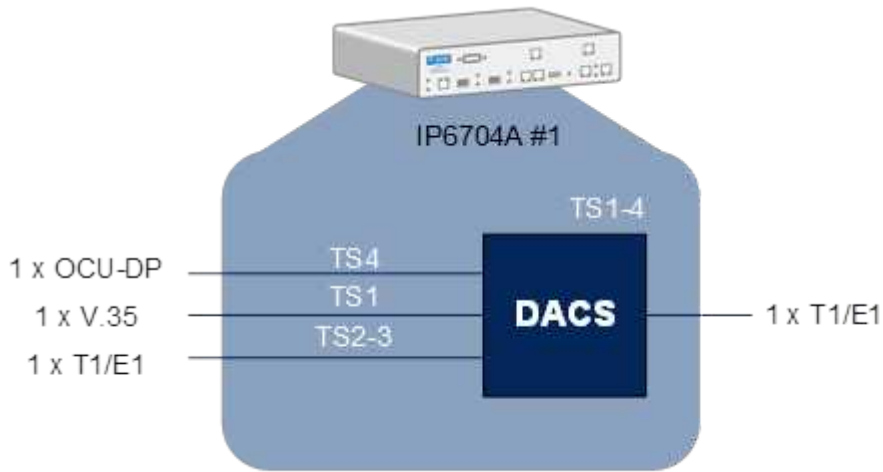 IP6704A #1
TS1-4
1 x OCU-DP
TS4
1 x V.35
TS1
1 x T1/E1
TS2-3
DACS
1 x T1/E1